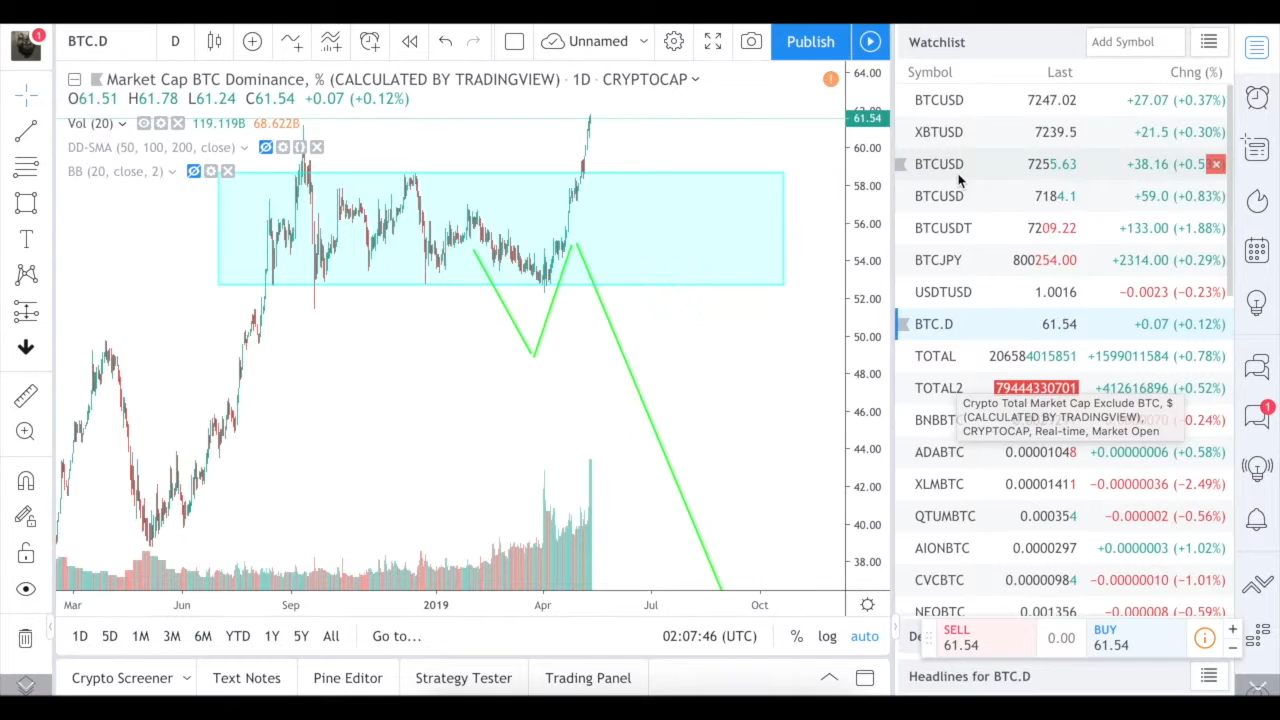 1
BTC.D
D
Unnamed
Publish
Market Cap BTC Dominance, % (CALCULATED BY TRADINGVIEW) · 1D · CRYPTOCAP
O61.51 H61.78 L61.24 C61.54 +0.07 (+0.12%)
Vol (20) 119.119B 68.622B
DD-SMA (50, 100, 200, close)
BB (20, close, 2)
64.00
61.54
60.00
58.00
56.00
54.00
52.00
50.00
48.00
46.00
44.00
42.00
40.00
38.00
Mar Jun Sep 2019 Apr Jul Oct
1D 5D 1M 3M 6M YTD 1Y 5Y All Go to... 02:07:46 (UTC) % log auto
Crypto Screener Text Notes Pine Editor Strategy Tester Trading Panel
Watchlist Add Symbol
Symbol Last Chng (%)
BTCUSD 7247.02 +27.07 (+0.37%)
XBTUSD 7239.5 +21.5 (+0.30%)
BTCUSD 7255.63 +38.16
BTCUSD 7184.1 +59.0 (+0.83%)
BTCUSDT 7209.22 +133.00 (+1.88%)
BTCJPY 800254.00 +2314.00 (+0.29%)
USDTUSD 1.0016 −0.0023 (−0.23%)
BTC.D 61.54 +0.07 (+0.12%)
TOTAL 206584015851 +1599011584 (+0.78%)
TOTAL2 79444330701 +412616896 (+0.52%)
Crypto Total Market Cap Exclude BTC, $
(CALCULATED BY TRADINGVIEW),
CRYPTOCAP, Real-time, Market Open
ADABTC 0.00001048 +0.00000006 (+0.58%)
XLMBTC 0.00001411 −0.00000036 (−2.49%)
QTUMBTC 0.000354 −0.000002 (−0.56%)
AIONBTC 0.0000297 +0.0000003 (+1.02%)
CVCBTC 0.00000984 −0.00000010 (−1.01%)
NEOBTC 0.001356 −0.000008 (−0.59%)
SELL
61.54
0.00
BUY
61.54
Headlines for BTC.D
1